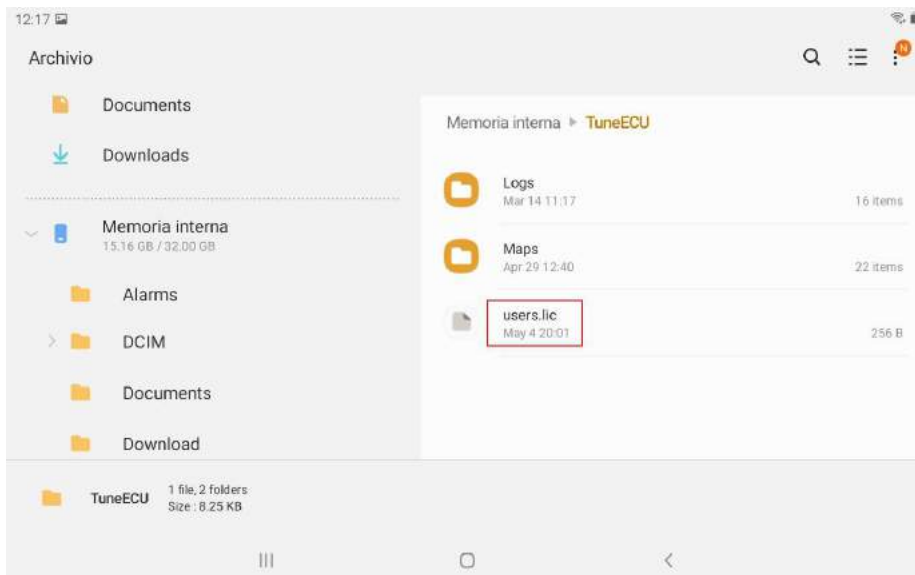 12:17
Archivio
N
Documents
Downloads
Memoria interna
15.16 GB / 32.00 GB
Alarms
DCIM
Documents
Download
Memoria interna ▸ TuneECU
Logs
Mar 14 11:17
16 items
Maps
Apr 29 12:40
22 items
users.lic
May 4 20:01
256 B
TuneECU
1 file, 2 folders
Size : 8.25 KB